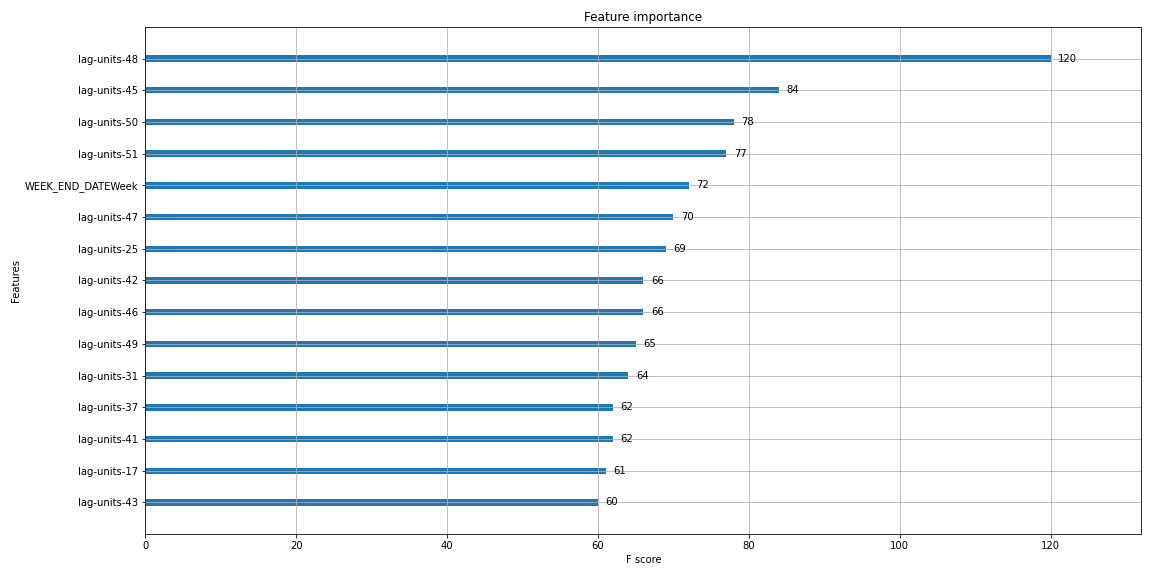 Feature importance
lag-units-48 120
lag-units-45 84
lag-units-50 78
lag-units-51 77
WEEK_END_DATEWeek 72
lag-units-47 70
lag-units-25 69
lag-units-42 66
lag-units-46 66
lag-units-49 65
lag-units-31 64
lag-units-37 62
lag-units-41 62
lag-units-17 61
lag-units-43 60
Features
0 20 40 60 80 100 120
F score